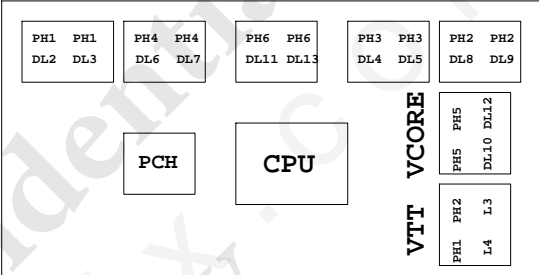 PH1 PH1
DL2 DL3
PH4 PH4
DL6 DL7
PH6 PH6
DL11 DL13
PH3 PH3
DL4 DL5
PH2 PH2
DL8 DL9
PCH
CPU
VCORE
PH5 PH5
DL10 DL12
VTT
PH1 PH2
L4 L3